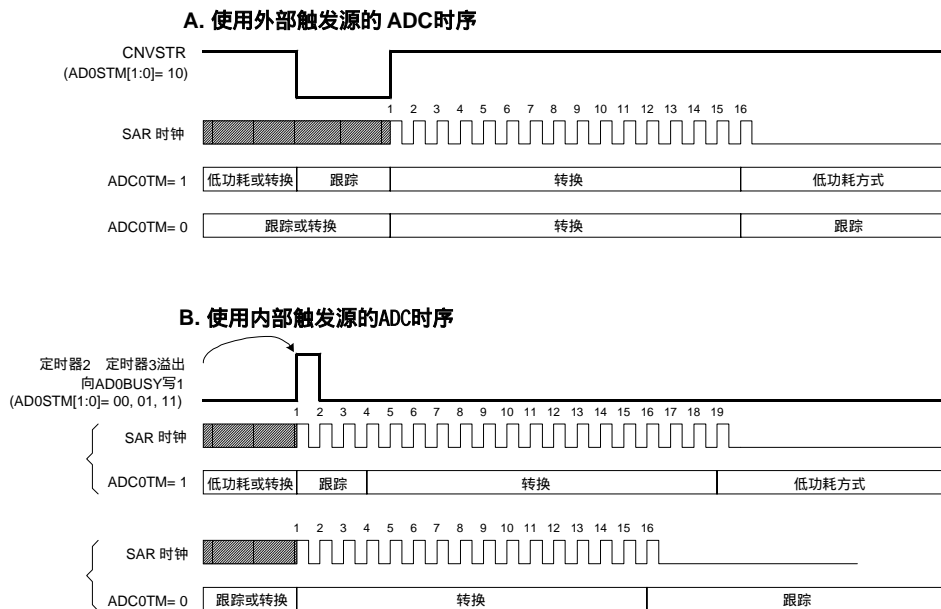 A. 使用外部触发源的 ADC时序
CNVSTR
(AD0STM[1:0]= 10)
1 2 3 4 5 6 7 8 9 10 11 12 13 14 15 16
SAR 时钟
ADC0TM= 1 低功耗或转换 跟踪 转换 低功耗方式
ADC0TM= 0 跟踪或转换 转换 跟踪
B. 使用内部触发源的ADC时序
定时器2 定时器3溢出
向AD0BUSY写1
(AD0STM[1:0]= 00, 01, 11)
1 2 3 4 5 6 7 8 9 10 11 12 13 14 15 16 17 18 19
SAR 时钟
ADC0TM= 1 低功耗或转换 跟踪 转换 低功耗方式
1 2 3 4 5 6 7 8 9 10 11 12 13 14 15 16
SAR 时钟
ADC0TM= 0 跟踪或转换 转换 跟踪